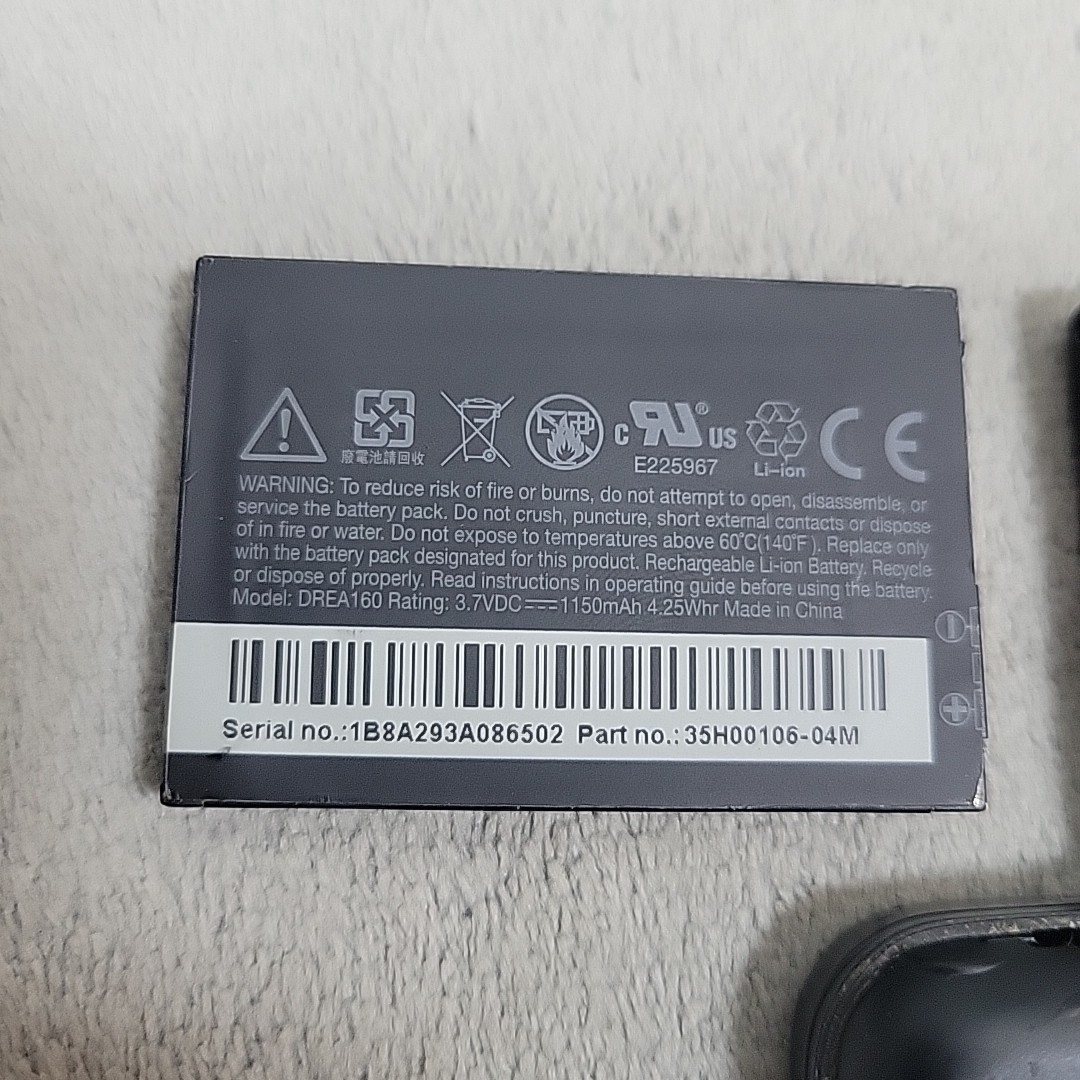 廢電池請回收
c RU® US
E225967
Li-ion
CE
WARNING: To reduce risk of fire or burns, do not attempt to open, disassemble, or
service the battery pack. Do not crush, puncture, short external contacts or dispose
of in fire or water. Do not expose to temperatures above 60°C(140°F). Replace only
with the battery pack designated for this product. Rechargeable Li-ion Battery. Recycle
or dispose of properly. Read instructions in operating guide before using the battery.
Model: DREA160 Rating: 3.7VDC⎓1150mAh 4.25Whr Made in China
Serial no.:1B8A293A086502 Part no.:35H00106-04M